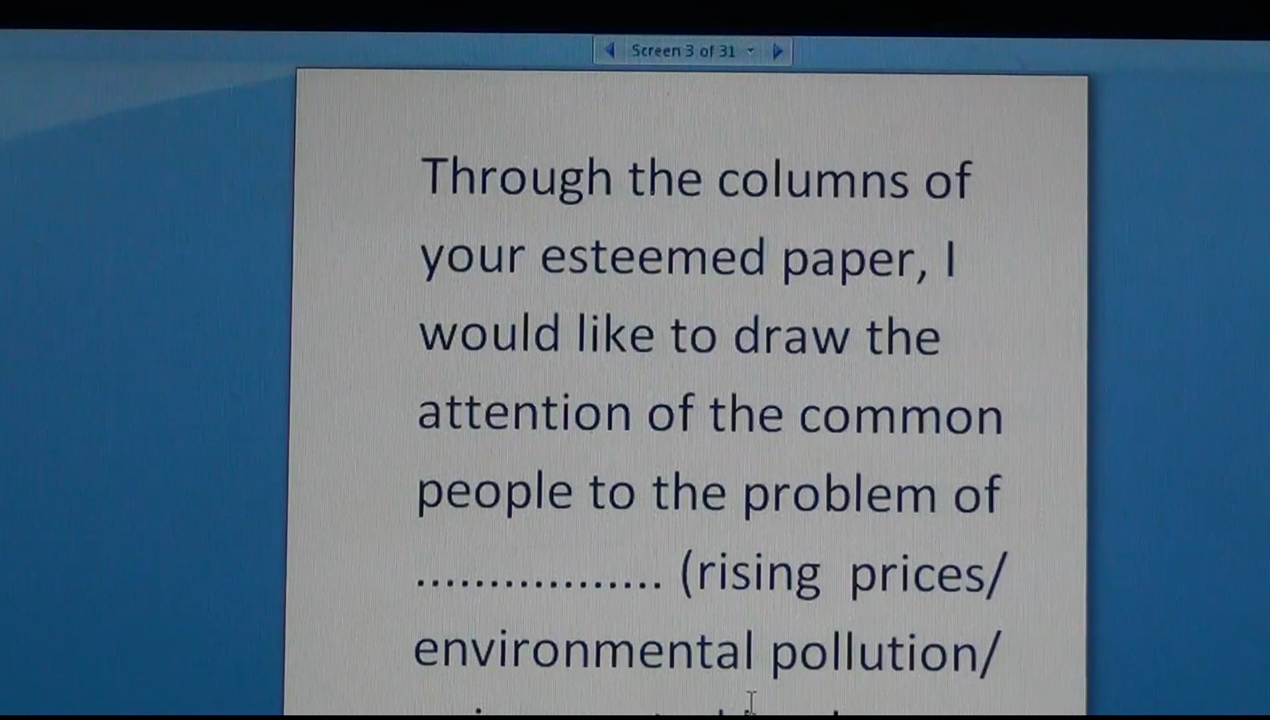 Screen 3 of 31
Through the columns of
your esteemed paper, I
would like to draw the
attention of the common
people to the problem of
................. (rising prices/
environmental pollution/